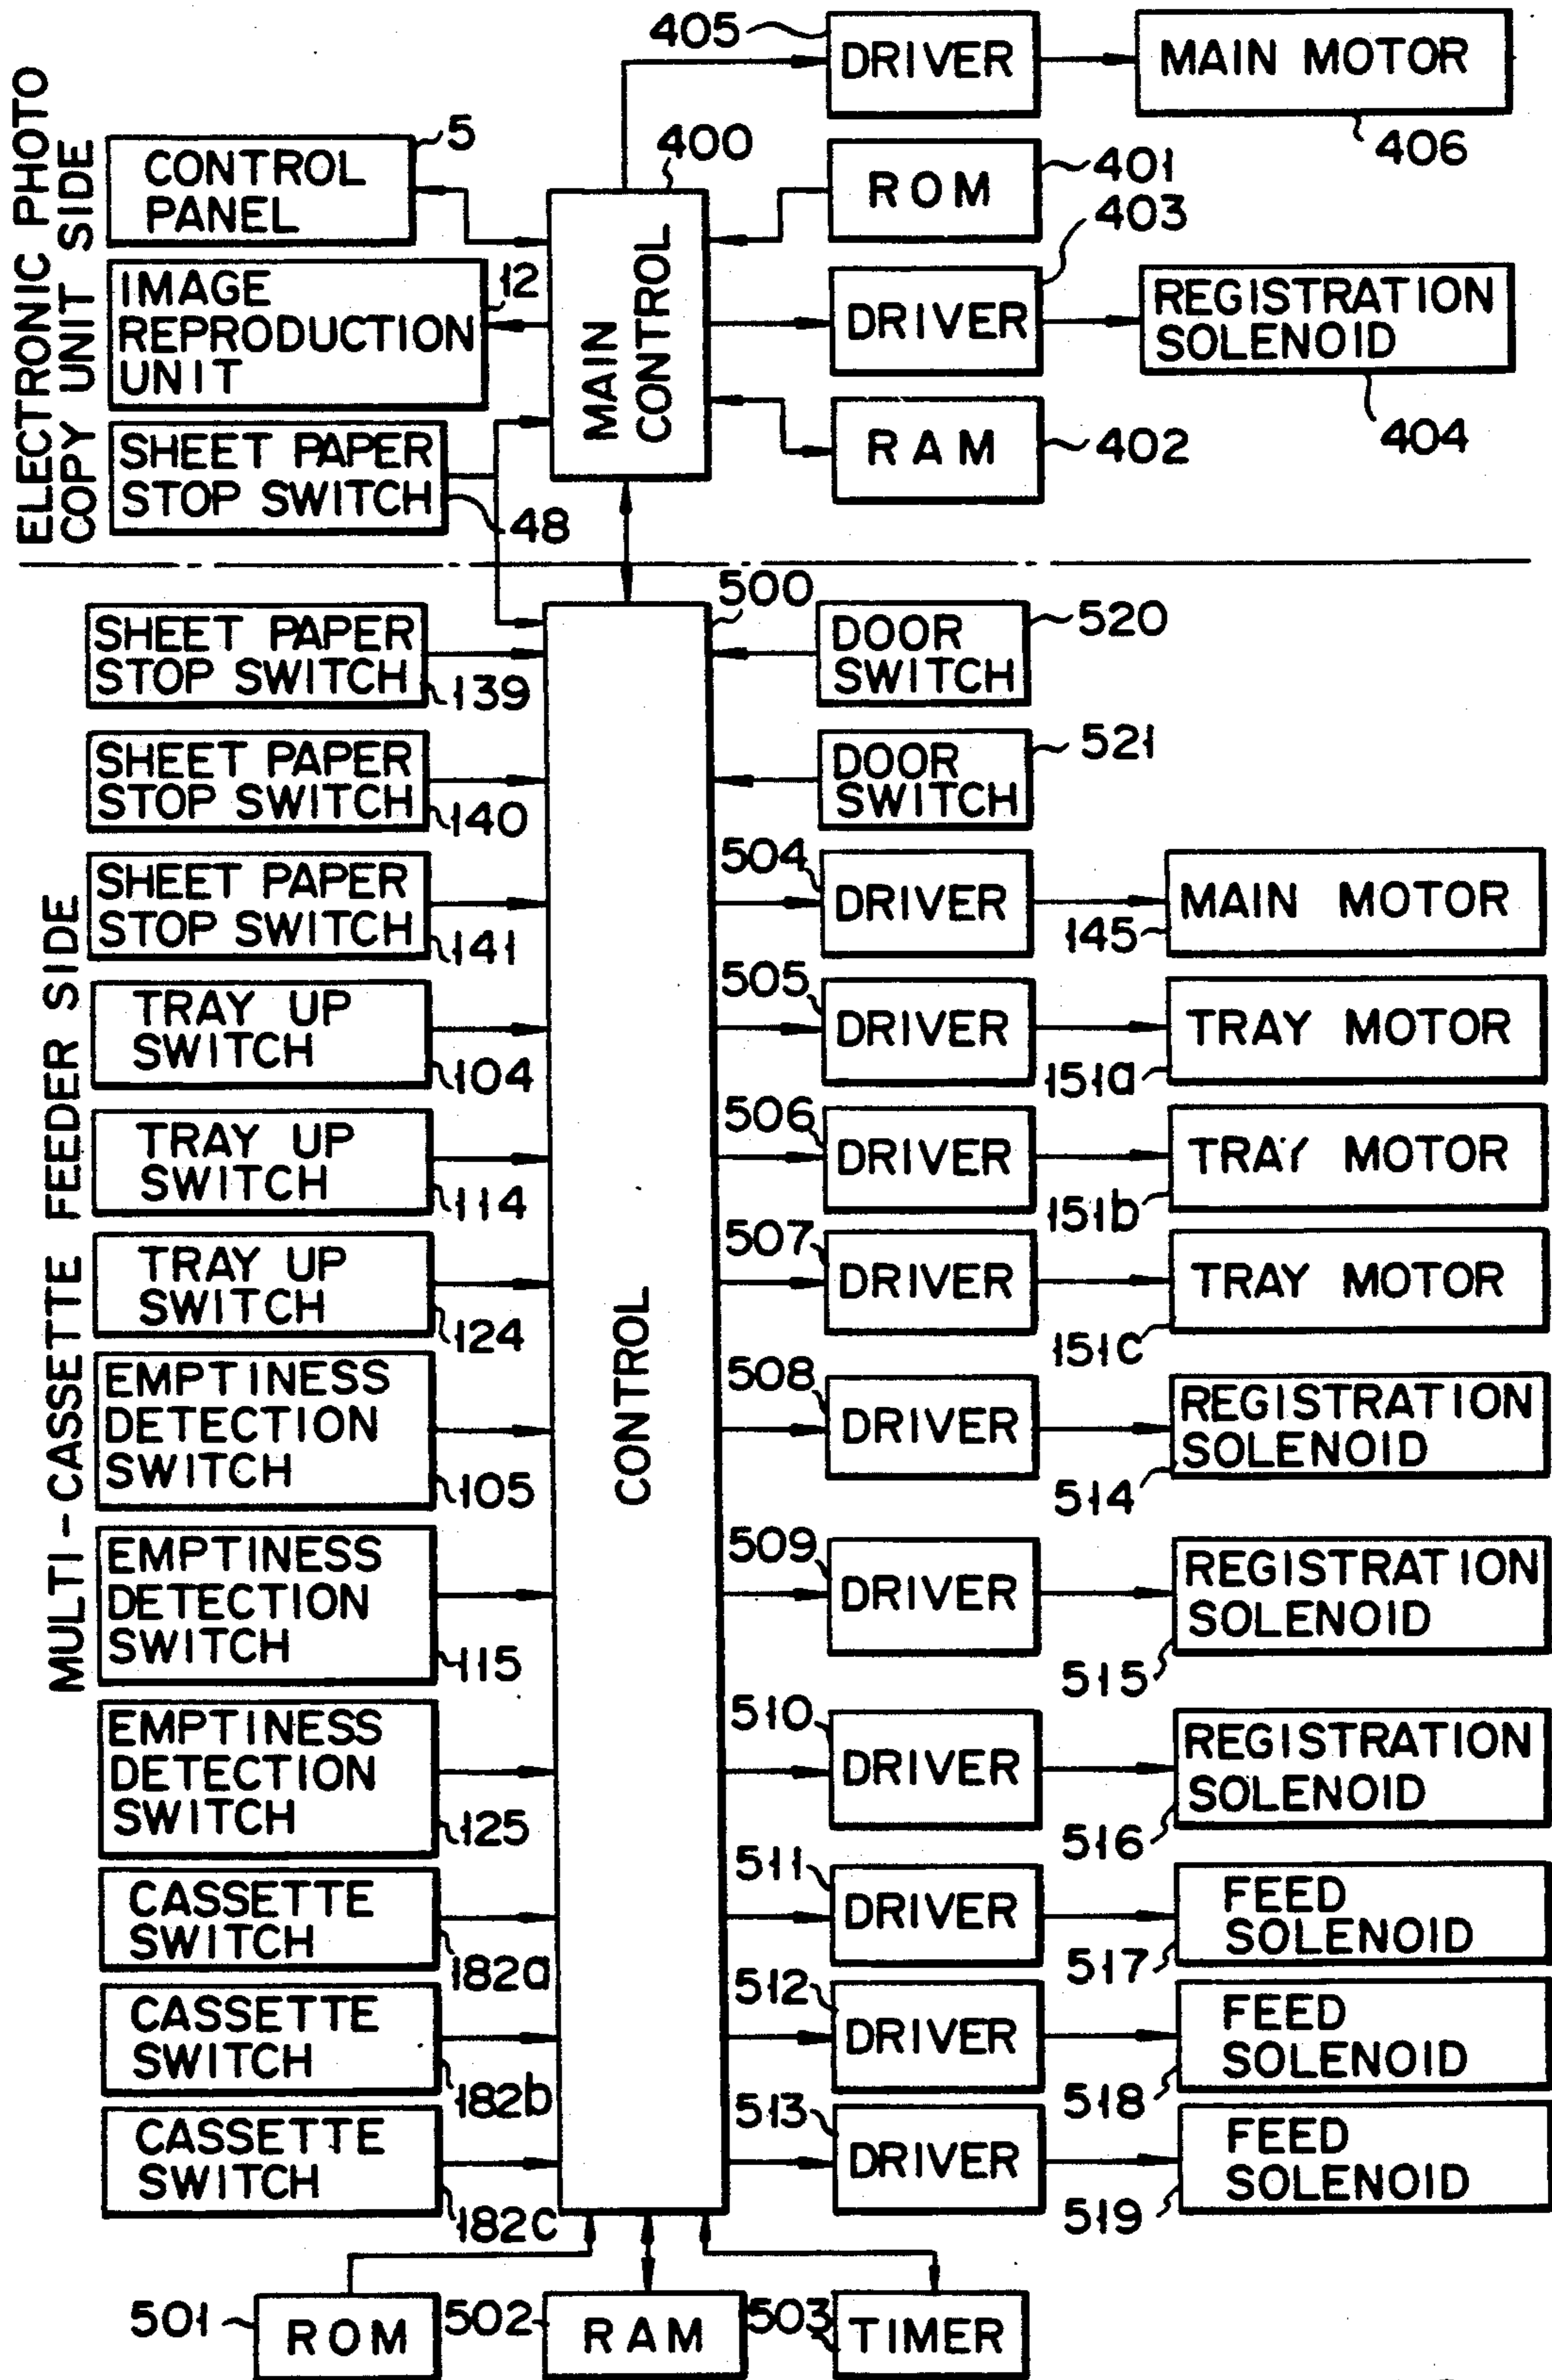 ELECTRONIC PHOTO
COPY UNIT SIDE
405
DRIVER
MAIN MOTOR
406
5
CONTROL
PANEL
400
MAIN
CONTROL
ROM
401
IMAGE
REPRODUCTION
UNIT
12
DRIVER
403
REGISTRATION
SOLENOID
404
SHEET PAPER
STOP SWITCH
48
RAM
402
MULTI-CASSETTE FEEDER SIDE
500
CONTROL
SHEET PAPER
STOP SWITCH
139
DOOR
SWITCH
520
SHEET PAPER
STOP SWITCH
140
DOOR
SWITCH
521
SHEET PAPER
STOP SWITCH
141
504
DRIVER
145
MAIN MOTOR
TRAY UP
SWITCH
104
505
DRIVER
151a
TRAY MOTOR
TRAY UP
SWITCH
114
506
DRIVER
151b
TRAY MOTOR
TRAY UP
SWITCH
124
507
DRIVER
151c
TRAY MOTOR
EMPTINESS
DETECTION
SWITCH
105
508
DRIVER
514
REGISTRATION
SOLENOID
EMPTINESS
DETECTION
SWITCH
115
509
DRIVER
515
REGISTRATION
SOLENOID
EMPTINESS
DETECTION
SWITCH
125
510
DRIVER
516
REGISTRATION
SOLENOID
CASSETTE
SWITCH
182a
511
DRIVER
517
FEED
SOLENOID
CASSETTE
SWITCH
182b
512
DRIVER
518
FEED
SOLENOID
CASSETTE
SWITCH
182c
513
DRIVER
519
FEED
SOLENOID
501
ROM
502
RAM
503
TIMER